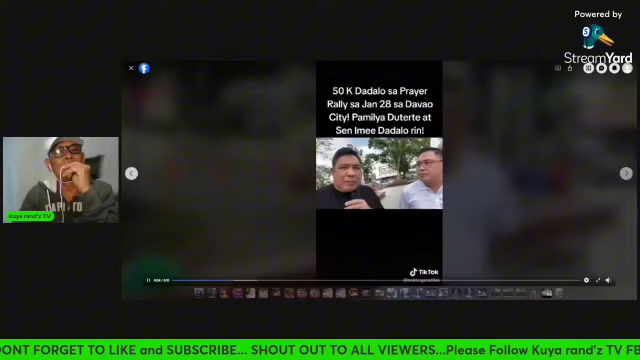 Powered by
StreamYard
50 K Dadalo sa Prayer
Rally sa Jan 28 sa Davao
City! Pamilya Duterte at
Sen Imee Dadalo rin!
kuya rand'z TV
TikTok
DONT FORGET TO LIKE and SUBSCRIBE... SHOUT OUT TO ALL VIEWERS...Please Follow Kuya rand'z TV FB